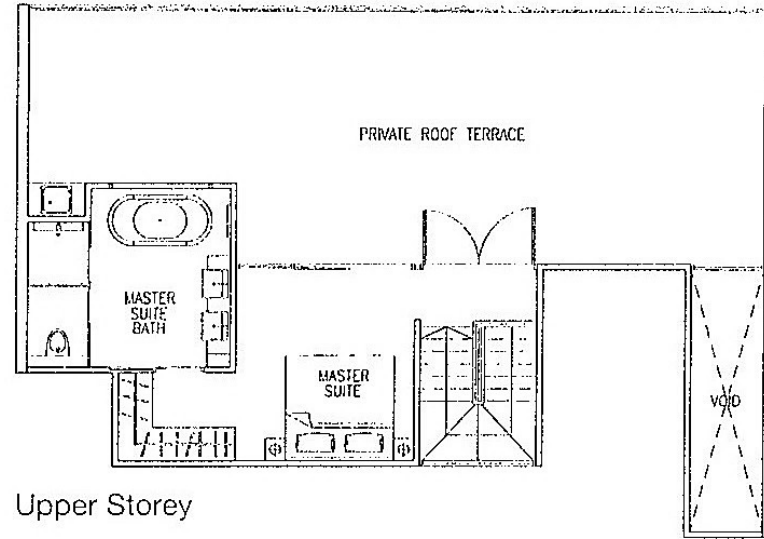 PRIVATE ROOF TERRACE
MASTER
SUITE
BATH
MASTER
SUITE
VOID
Upper Storey